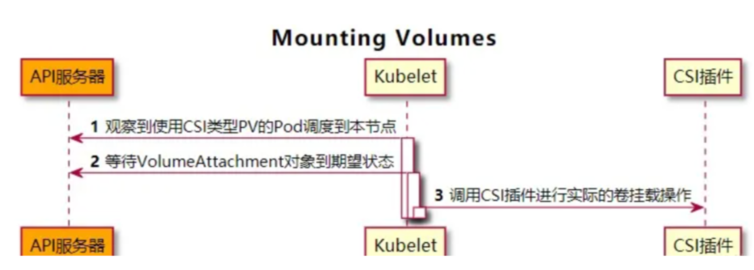 Mounting Volumes
API服务器 Kubelet CSI插件
1 观察到使用CSI类型PV的Pod调度到本节点
2 等待VolumeAttachment对象到期望状态
3 调用CSI插件进行实际的卷挂载操作
API服务器 Kubelet CSI插件